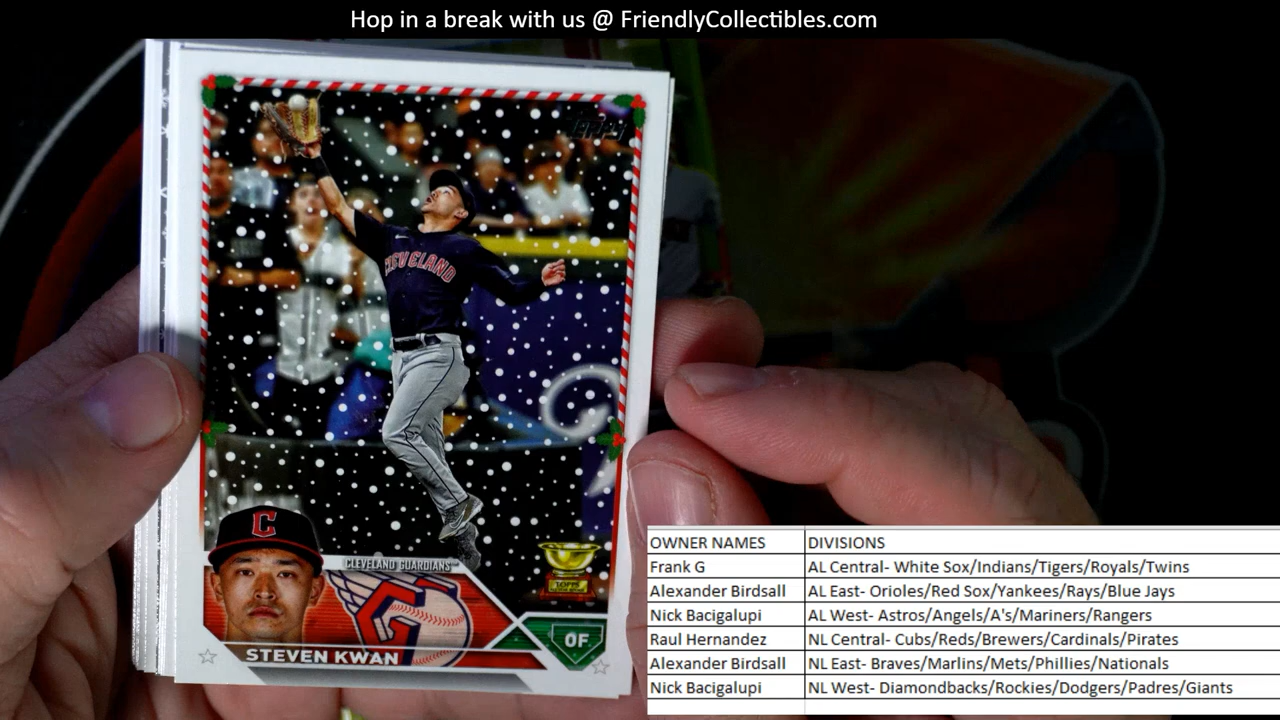 Hop in a break with us @ FriendlyCollectibles.com
TOPPS
CLEVELAND
C
CLEVELAND GUARDIANS™
TOPPS
OF
STEVEN KWAN
OWNER NAMES DIVISIONS
Frank G AL Central- White Sox/Indians/Tigers/Royals/Twins
Alexander Birdsall AL East- Orioles/Red Sox/Yankees/Rays/Blue Jays
Nick Bacigalupi AL West- Astros/Angels/A's/Mariners/Rangers
Raul Hernandez NL Central- Cubs/Reds/Brewers/Cardinals/Pirates
Alexander Birdsall NL East- Braves/Marlins/Mets/Phillies/Nationals
Nick Bacigalupi NL West- Diamondbacks/Rockies/Dodgers/Padres/Giants